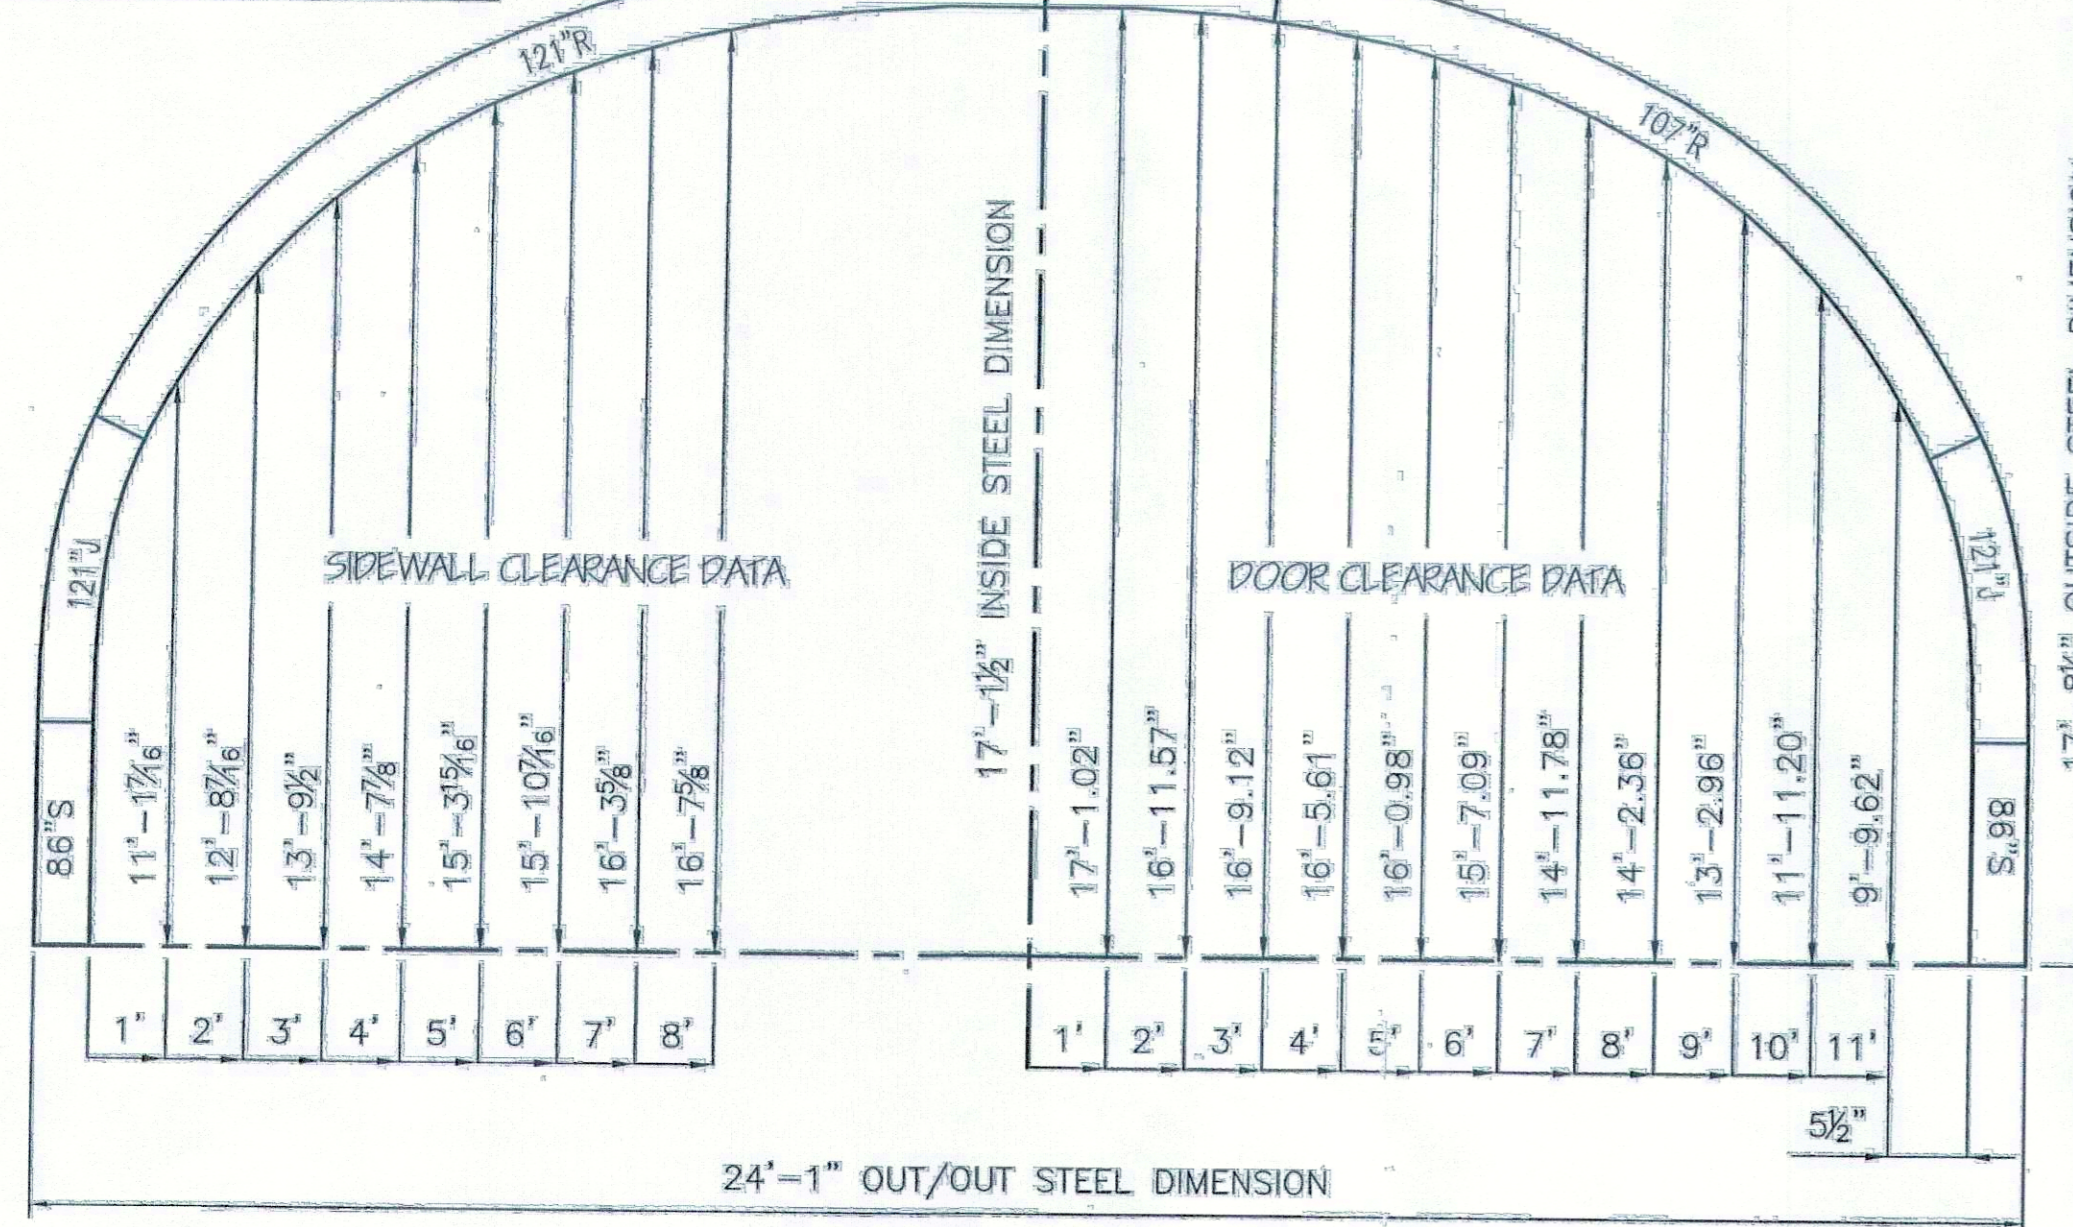 121"R
107"R
17'-1½" INSIDE STEEL DIMENSION
121"J
121"J
SIDEWALL CLEARANCE DATA
DOOR CLEARANCE DATA
86"S
11'-1⁷⁄₁₆"
12'-8⁷⁄₁₆"
13'-9½"
14'-7⅞"
15'-3¹⁵⁄₁₆"
15'-10⁷⁄₁₆"
16'-3⅝"
16'-7⅝"
17'-1.02"
16'-11.57"
16'-9.12"
16'-5.61"
16'-0.98"
15'-7.09"
14'-11.78"
14'-2.36"
13'-2.96"
11'-11.20"
9'-9.62"
86"S
1' 2' 3' 4' 5' 6' 7' 8'
1' 2' 3' 4' 5' 6' 7' 8' 9' 10' 11'
5½"
24'-1" OUT/OUT STEEL DIMENSION